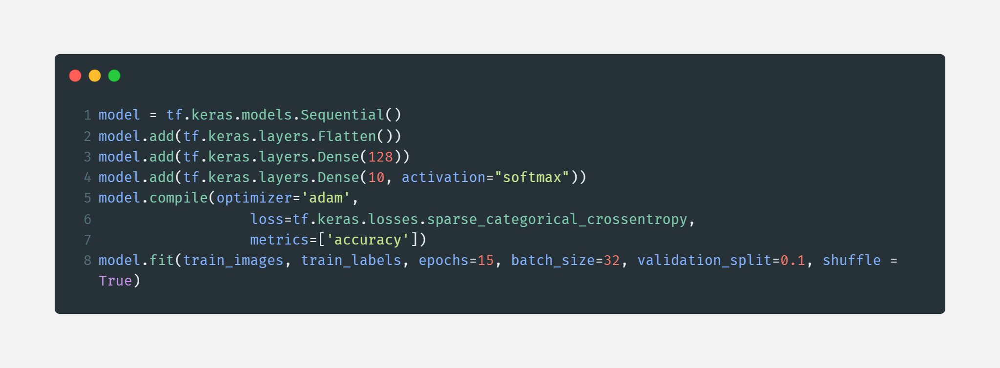 1 model = tf.keras.models.Sequential()
2 model.add(tf.keras.layers.Flatten())
3 model.add(tf.keras.layers.Dense(128))
4 model.add(tf.keras.layers.Dense(10, activation="softmax"))
5 model.compile(optimizer='adam',
6                   loss=tf.keras.losses.sparse_categorical_crossentropy,
7                   metrics=['accuracy'])
8 model.fit(train_images, train_labels, epochs=15, batch_size=32, validation_split=0.1, shuffle =
True)